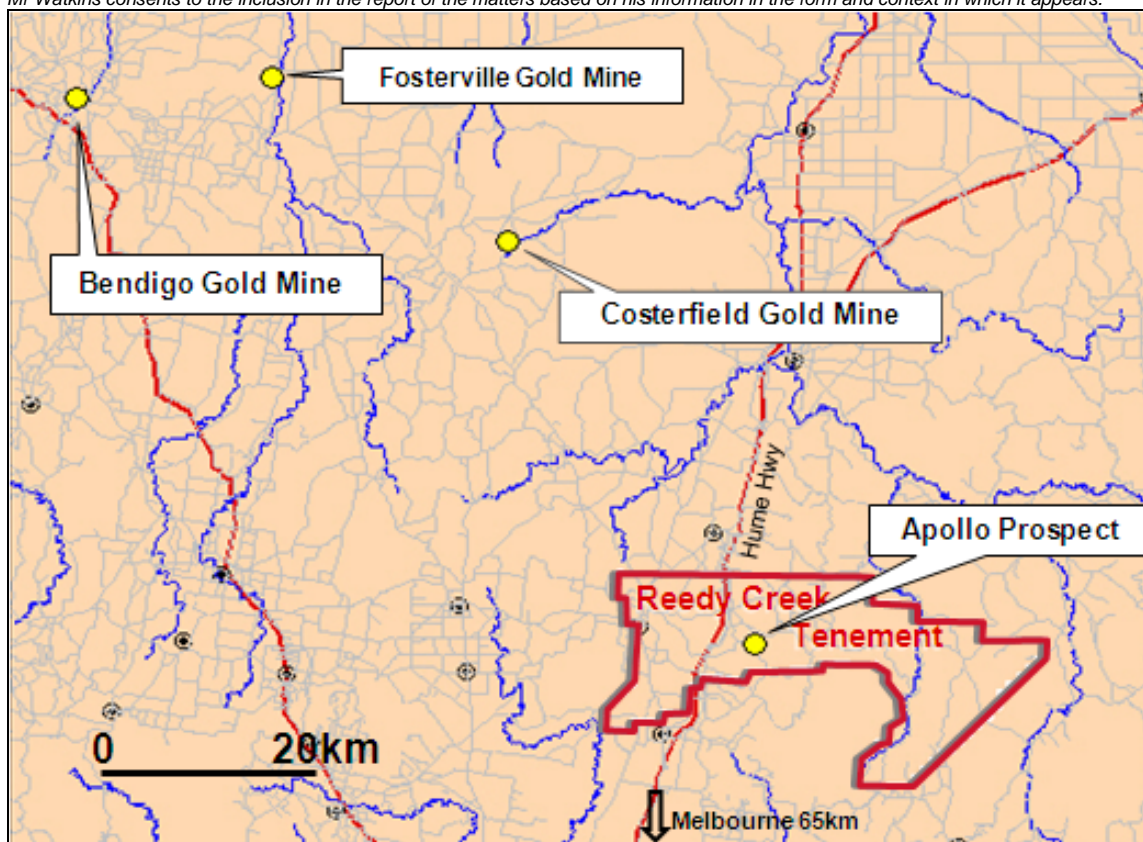 Mr Watkins consents to the inclusion in the report of the matters based on his information in the form and context in which it appears.
Fosterville Gold Mine
Bendigo Gold Mine
Costerfield Gold Mine
Hume Hwy
Apollo Prospect
Reedy Creek
Tenement
0 20km
Melbourne 65km